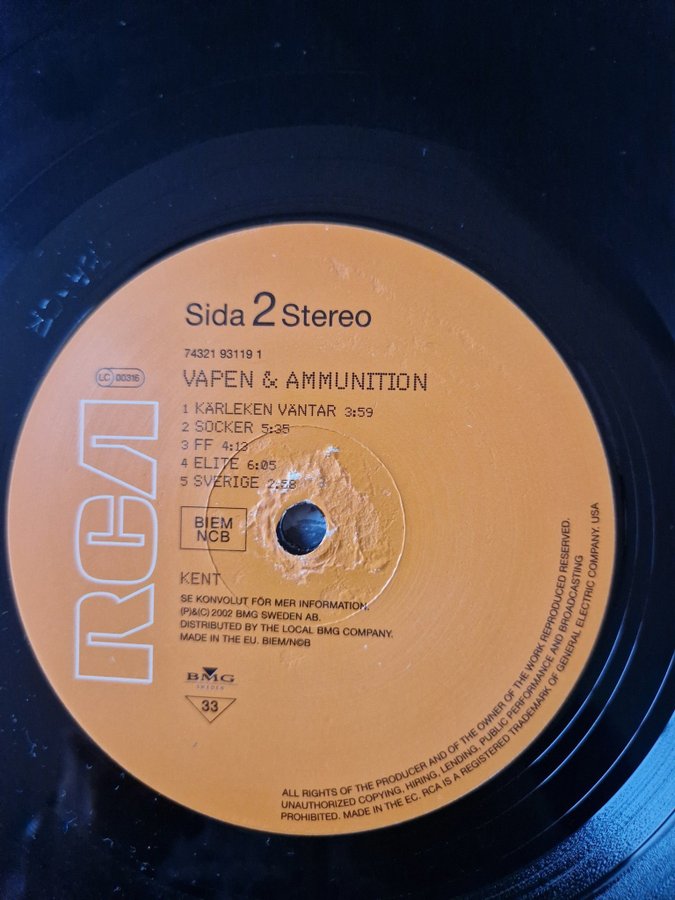 Sida 2 Stereo
74321 93119 1
LC 00316
VAPEN & AMMUNITION
1 KÄRLEKEN VÄNTAR 3:59
2 SOCKER 5:35
3 FF 4:13
4 ELITE 6:05
5 SVERIGE 2:58
RCA
BIEM
NCB
KENT
SE KONVOLUT FÖR MER INFORMATION.
(P)&(C) 2002 BMG SWEDEN AB.
DISTRIBUTED BY THE LOCAL BMG COMPANY.
MADE IN THE EU. BIEM/N©B
BMG
SWEDEN
33
ALL RIGHTS OF THE PRODUCER AND OF THE OWNER OF THE WORK REPRODUCED RESERVED.
UNAUTHORIZED COPYING, HIRING, LENDING, PUBLIC PERFORMANCE AND BROADCASTING
PROHIBITED. MADE IN THE EC. RCA IS A REGISTERED TRADEMARK OF GENERAL ELECTRIC COMPANY. USA